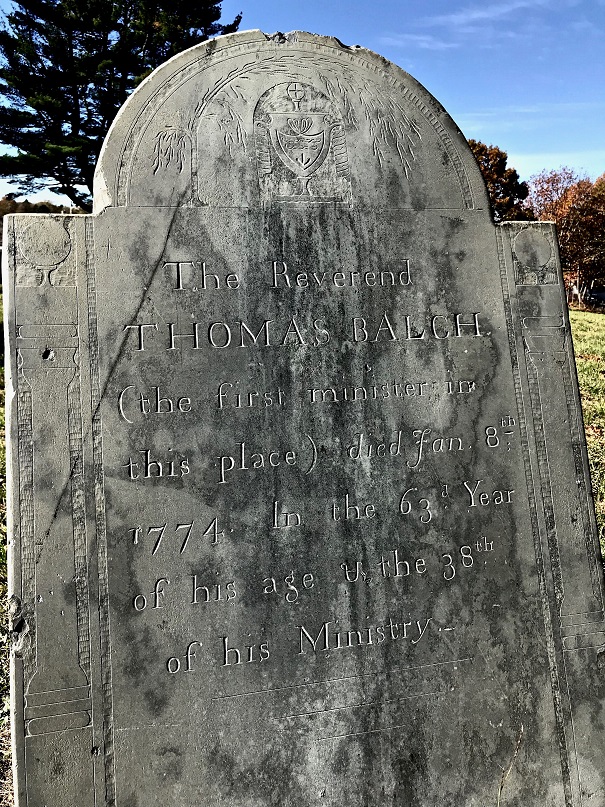 The Reverend
THOMAS BALCH.
(the first minister in
this place) died Jan. 8th
1774. In the 63d Year
of his age & the 38th
of his Ministry.